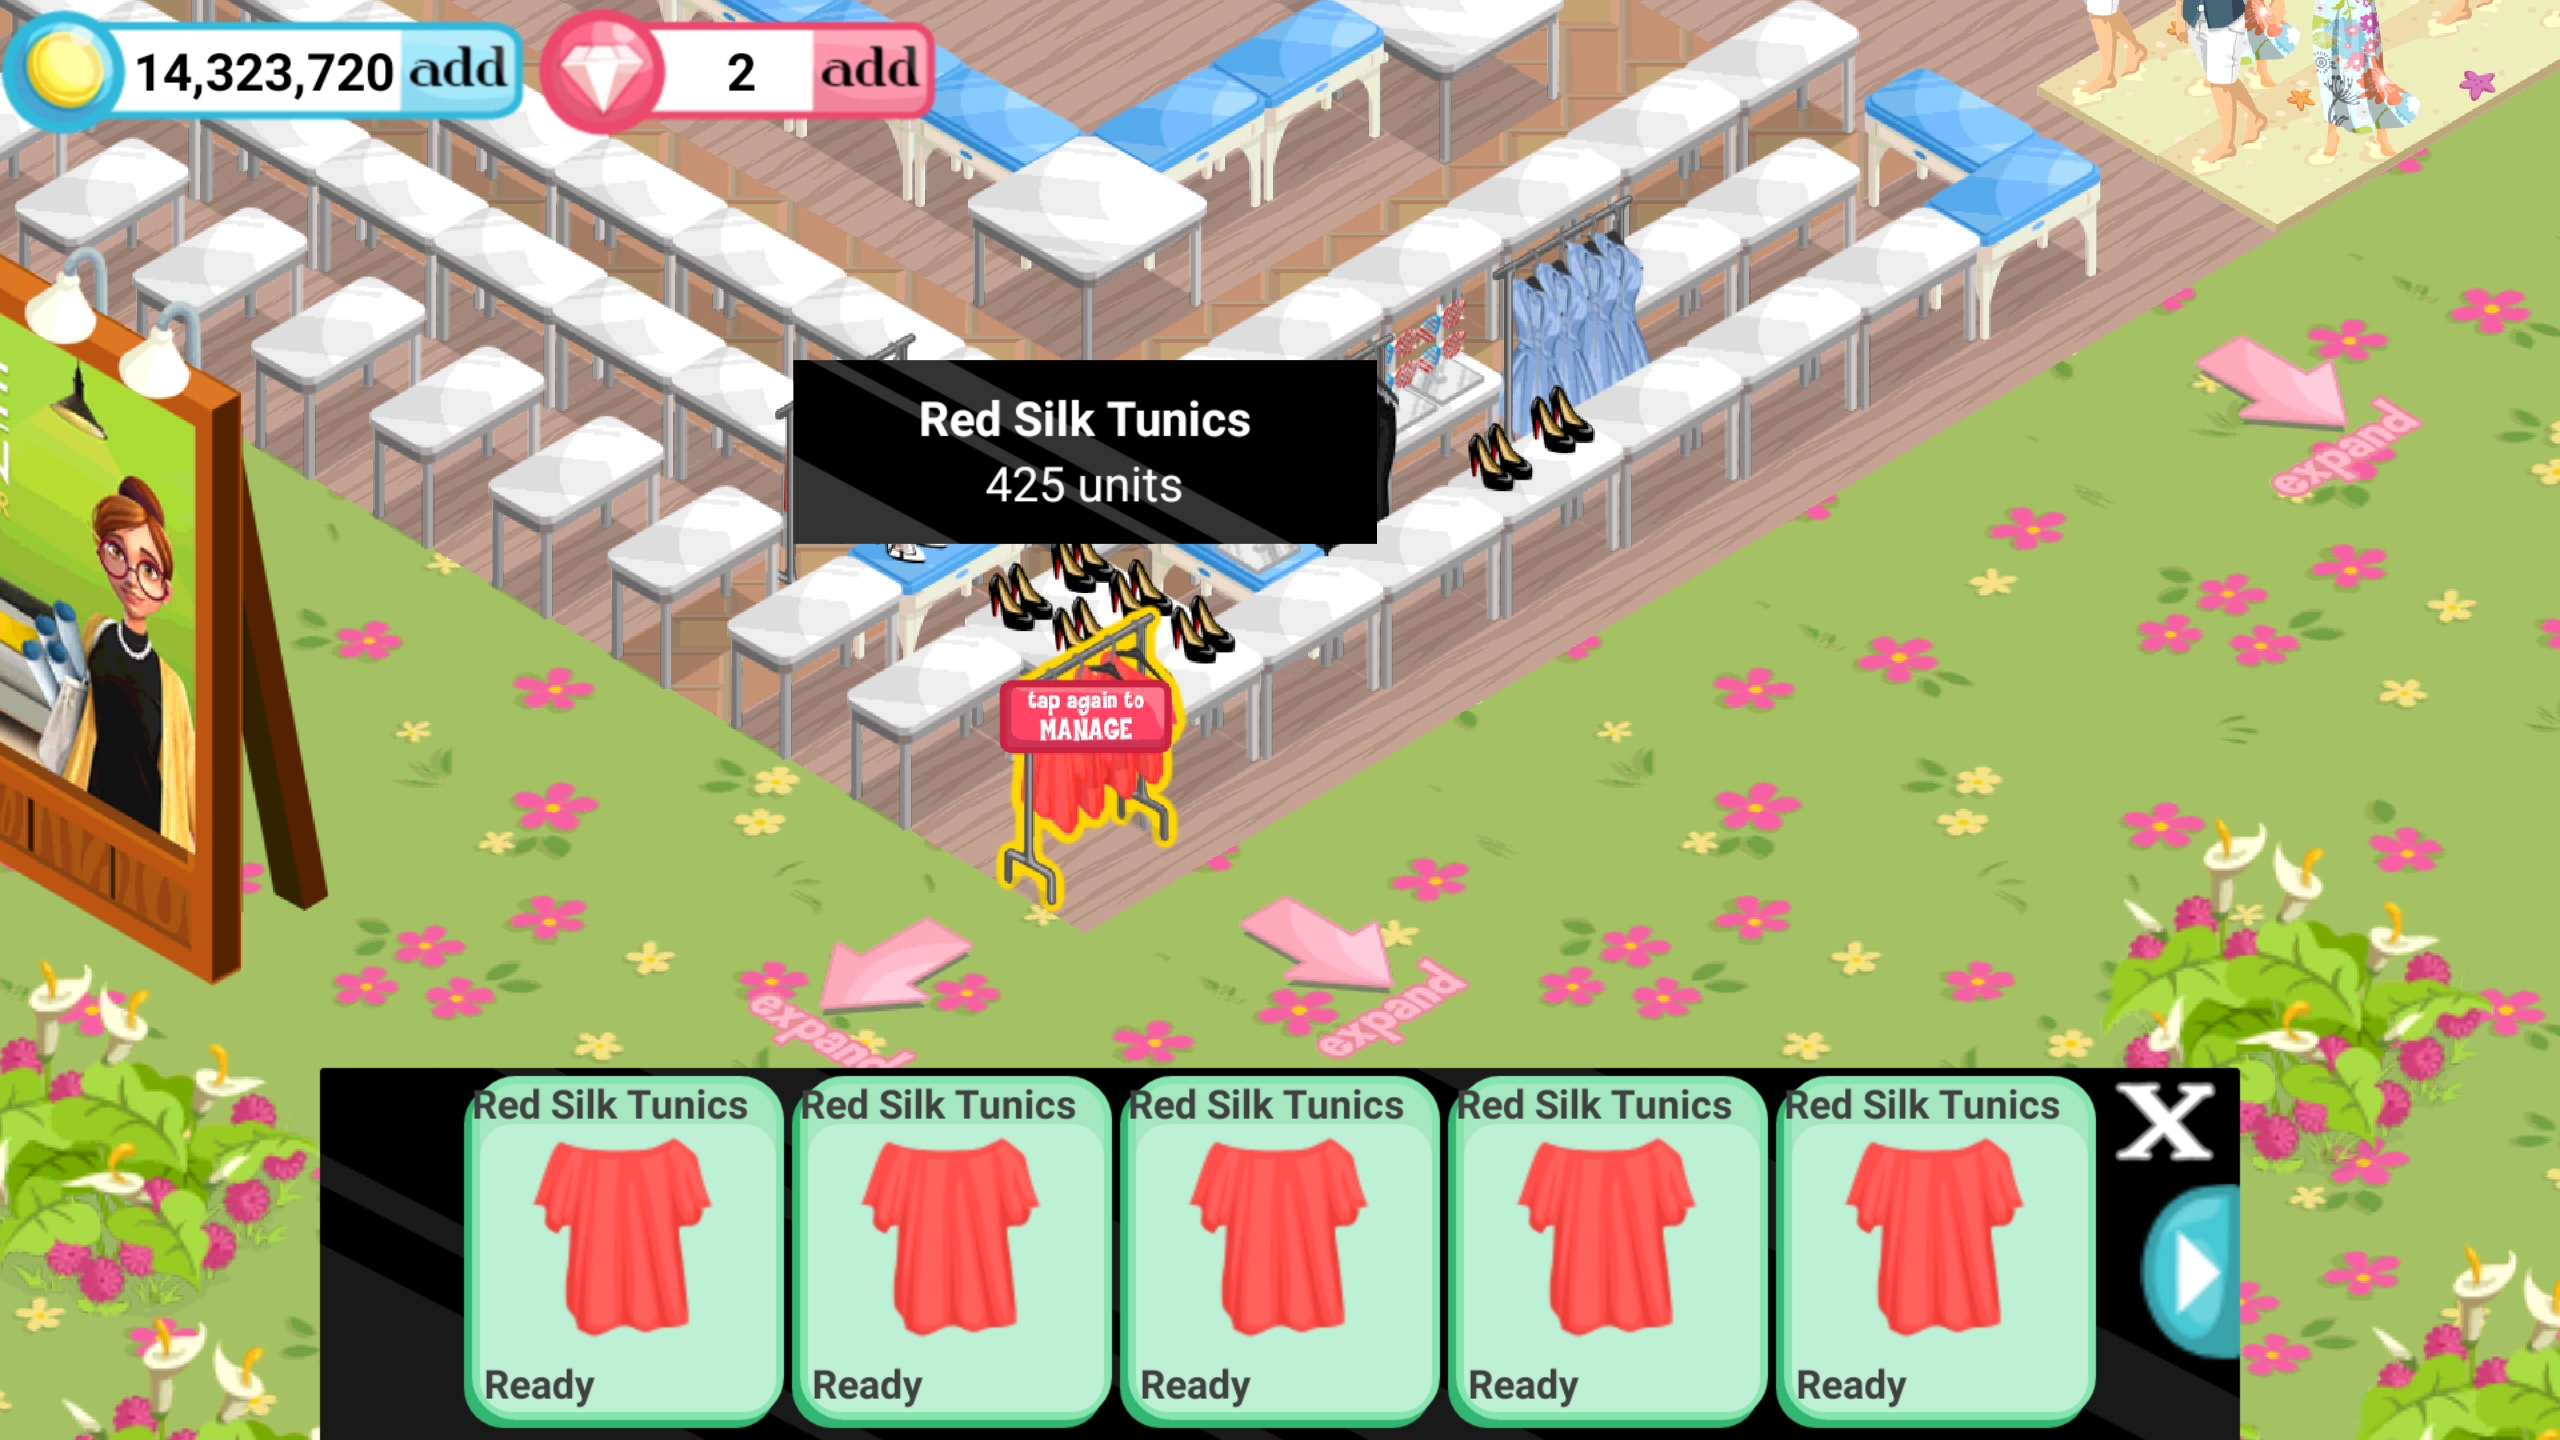 14,323,720 add
2 add
Red Silk Tunics
425 units
tap again to
MANAGE
expand
expand
expand
Red Silk Tunics
Ready
Red Silk Tunics
Ready
Red Silk Tunics
Ready
Red Silk Tunics
Ready
Red Silk Tunics
Ready
X